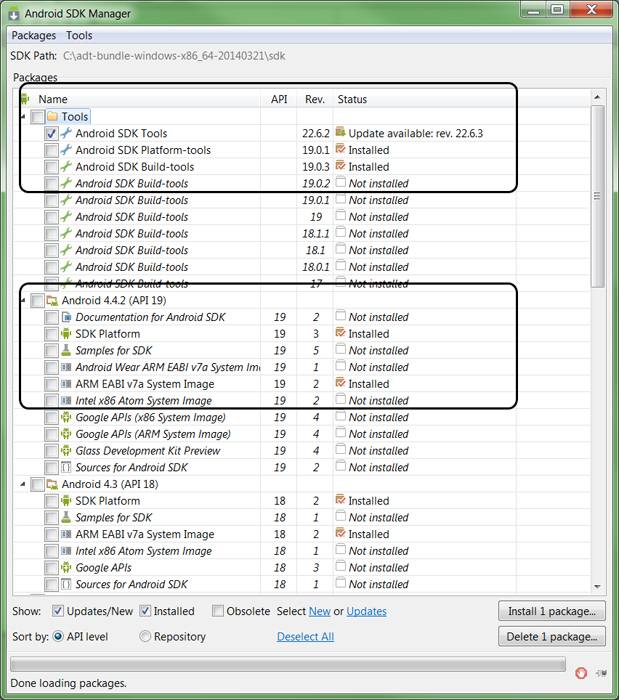 Android SDK Manager
Packages Tools
SDK Path: C:\adt-bundle-windows-x86_64-20140321\sdk
Packages
Name API Rev. Status
Tools
Android SDK Tools 22.6.2 Update available: rev. 22.6.3
Android SDK Platform-tools 19.0.1 Installed
Android SDK Build-tools 19.0.3 Installed
Android SDK Build-tools 19.0.2 Not installed
Android SDK Build-tools 19.0.1 Not installed
Android SDK Build-tools 19 Not installed
Android SDK Build-tools 18.1.1 Not installed
Android SDK Build-tools 18.1 Not installed
Android SDK Build-tools 18.0.1 Not installed
Android SDK Build-tools 17 Not installed
Android 4.4.2 (API 19)
Documentation for Android SDK 19 2 Not installed
SDK Platform 19 3 Installed
Samples for SDK 19 5 Not installed
Android Wear ARM EABI v7a System Ima 19 1 Not installed
ARM EABI v7a System Image 19 2 Installed
Intel x86 Atom System Image 19 2 Not installed
Google APIs (x86 System Image) 19 4 Not installed
Google APIs (ARM System Image) 19 4 Not installed
Glass Development Kit Preview 19 4 Not installed
Sources for Android SDK 19 2 Not installed
Android 4.3 (API 18)
SDK Platform 18 2 Installed
Samples for SDK 18 1 Not installed
ARM EABI v7a System Image 18 2 Installed
Intel x86 Atom System Image 18 1 Not installed
Google APIs 18 3 Not installed
Sources for Android SDK 18 1 Not installed
Show: Updates/New Installed Obsolete Select New or Updates Install 1 package...
Sort by: API level Repository Deselect All Delete 1 package...
Done loading packages.